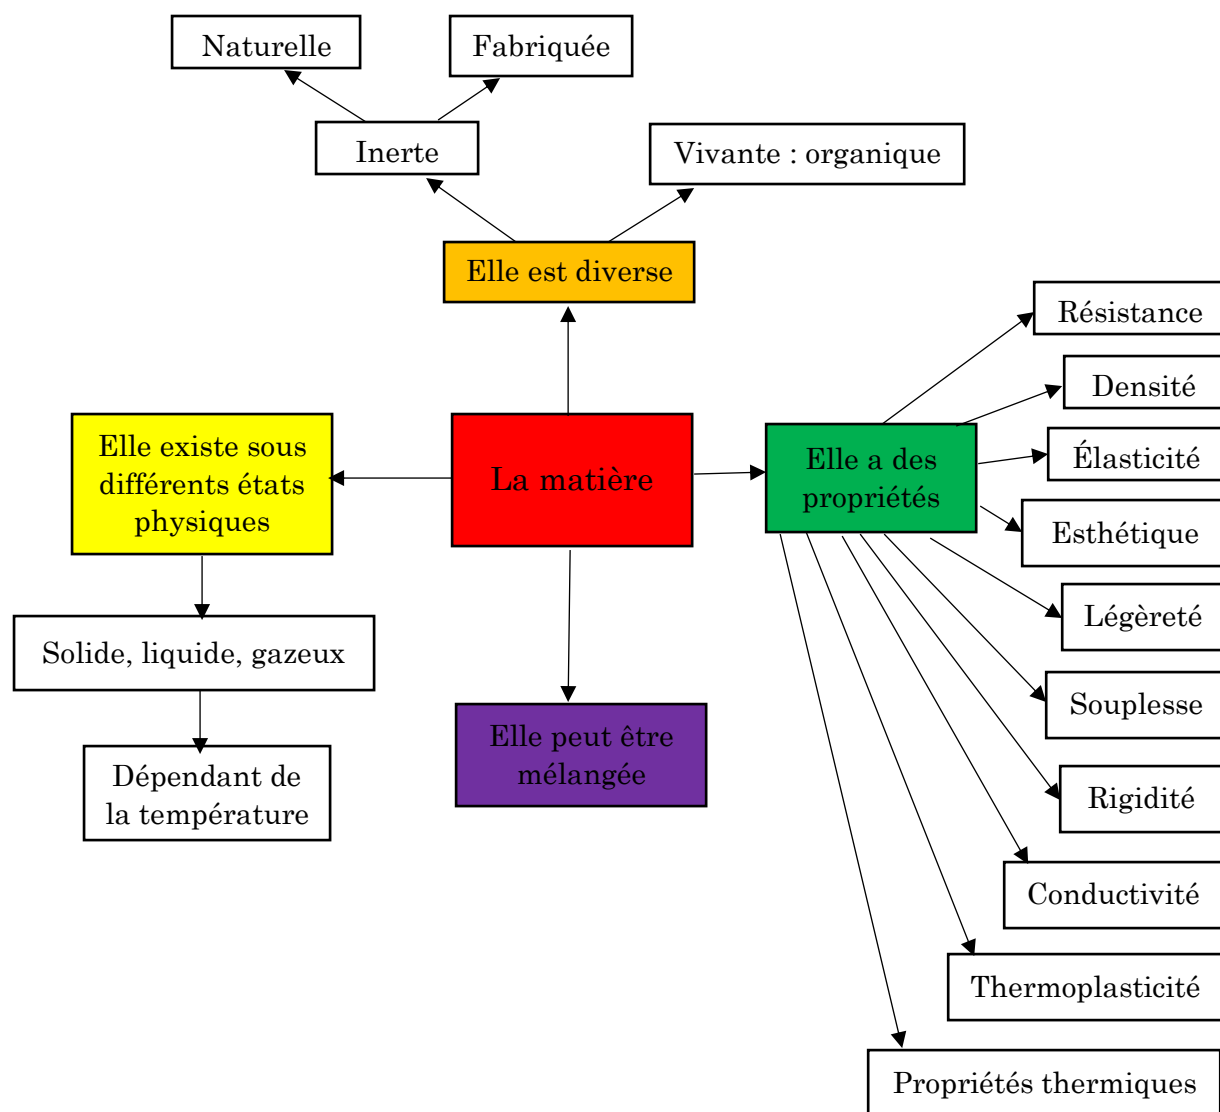 Naturelle
Fabriquée
Inerte
Vivante : organique
Elle est diverse
Résistance
Densité
Elle existe sous
différents états
physiques
La matière
Elle a des
propriétés
Élasticité
Esthétique
Légèreté
Solide, liquide, gazeux
Souplesse
Elle peut être
mélangée
Dépendant de
la température
Rigidité
Conductivité
Thermoplasticité
Propriétés thermiques